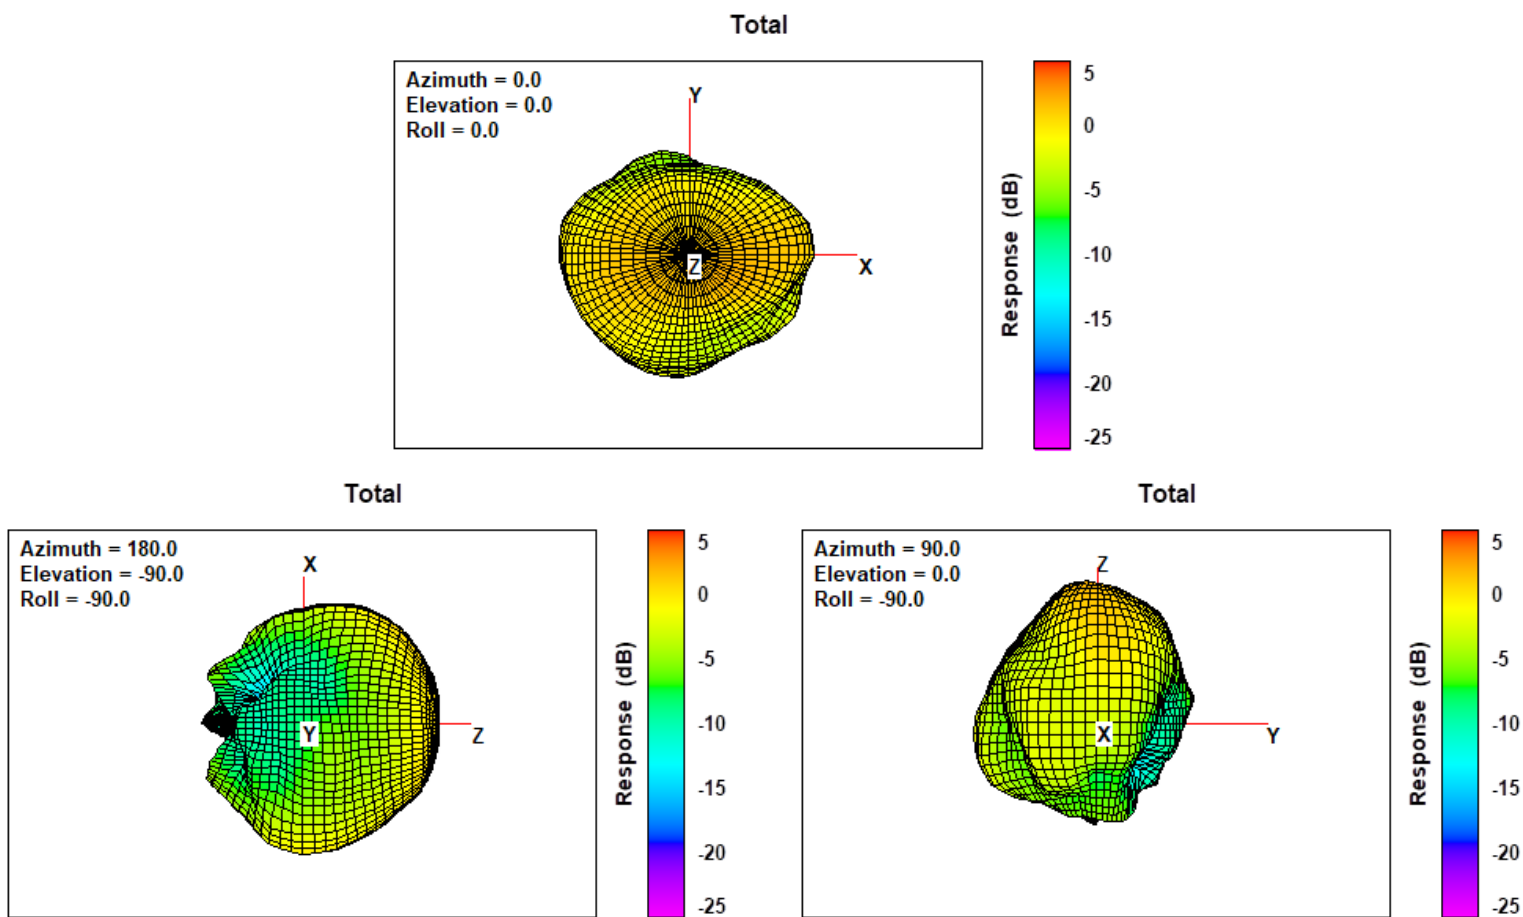 Total
Azimuth = 0.0
Elevation = 0.0
Roll = 0.0
Y
Z
X
Response (dB)
5
0
-5
-10
-15
-20
-25
Total
Azimuth = 180.0
Elevation = -90.0
Roll = -90.0
X
Y
Z
Response (dB)
5
0
-5
-10
-15
-20
-25
Total
Azimuth = 90.0
Elevation = 0.0
Roll = -90.0
Z
X
Y
Response (dB)
5
0
-5
-10
-15
-20
-25